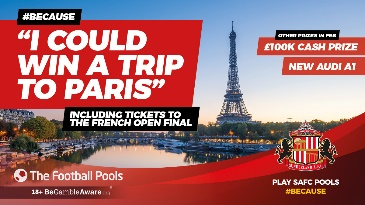 #BECAUSE
"I COULD
WIN A TRIP
TO PARIS"
INCLUDING TICKETS TO
THE FRENCH OPEN FINAL
OTHER PRIZES IN FEB
£100K CASH PRIZE
NEW AUDI A1
The Football Pools
18+ BeGambleAware
PLAY SAFC POOLS
#BECAUSE